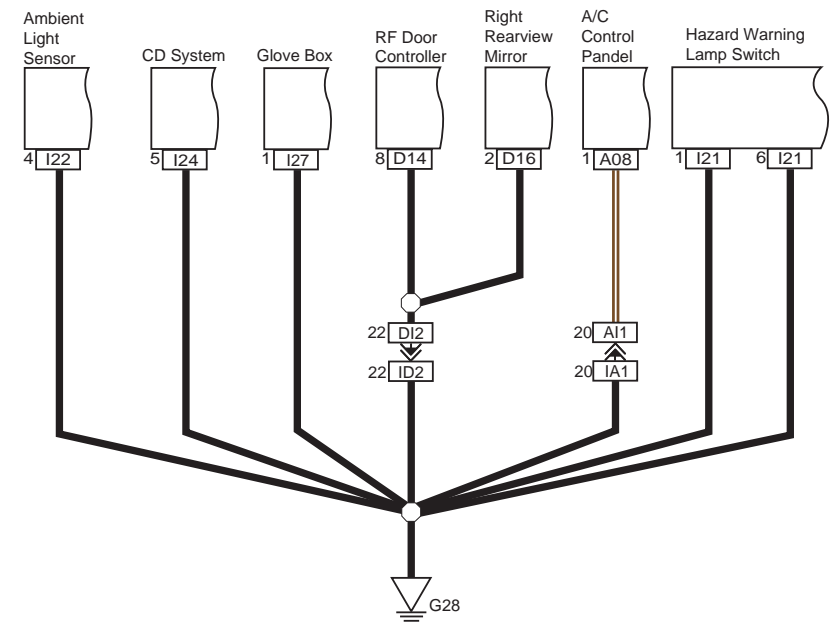 Ambient
Light
Sensor
CD System
Glove Box
RF Door
Controller
Right
Rearview
Mirror
A/C
Control
Pandel
Hazard Warning
Lamp Switch
4 I22
5 I24
1 I27
8 D14
2 D16
1 A08
1 I21
6 I21
22 DI2
20 AI1
22 ID2
20 IA1
G28